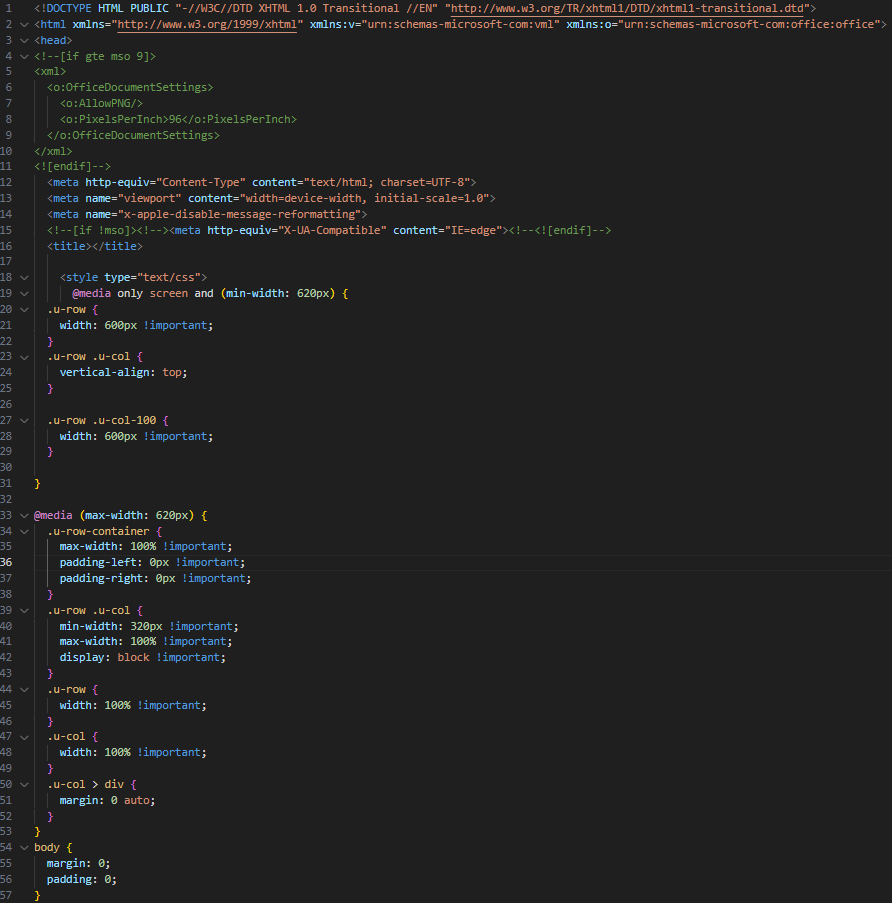 1 <!DOCTYPE HTML PUBLIC "-//W3C//DTD XHTML 1.0 Transitional //EN" "http://www.w3.org/TR/xhtml1/DTD/xhtml1-transitional.dtd">
2 <html xmlns="http://www.w3.org/1999/xhtml" xmlns:v="urn:schemas-microsoft-com:vml" xmlns:o="urn:schemas-microsoft-com:office:office">
3 <head>
4 <!--[if gte mso 9]>
5 <xml>
6   <o:OfficeDocumentSettings>
7     <o:AllowPNG/>
8     <o:PixelsPerInch>96</o:PixelsPerInch>
9   </o:OfficeDocumentSettings>
10 </xml>
11 <![endif]-->
12   <meta http-equiv="Content-Type" content="text/html; charset=UTF-8">
13   <meta name="viewport" content="width=device-width, initial-scale=1.0">
14   <meta name="x-apple-disable-message-reformatting">
15   <!--[if !mso]><!--><meta http-equiv="X-UA-Compatible" content="IE=edge"><!--<![endif]-->
16   <title></title>
17
18     <style type="text/css">
19       @media only screen and (min-width: 620px) {
20   .u-row {
21     width: 600px !important;
22   }
23   .u-row .u-col {
24     vertical-align: top;
25   }
26
27   .u-row .u-col-100 {
28     width: 600px !important;
29   }
30
31 }
32
33 @media (max-width: 620px) {
34   .u-row-container {
35     max-width: 100% !important;
36     padding-left: 0px !important;
37     padding-right: 0px !important;
38   }
39   .u-row .u-col {
40     min-width: 320px !important;
41     max-width: 100% !important;
42     display: block !important;
43   }
44   .u-row {
45     width: 100% !important;
46   }
47   .u-col {
48     width: 100% !important;
49   }
50   .u-col > div {
51     margin: 0 auto;
52   }
53 }
54 body {
55   margin: 0;
56   padding: 0;
57 }